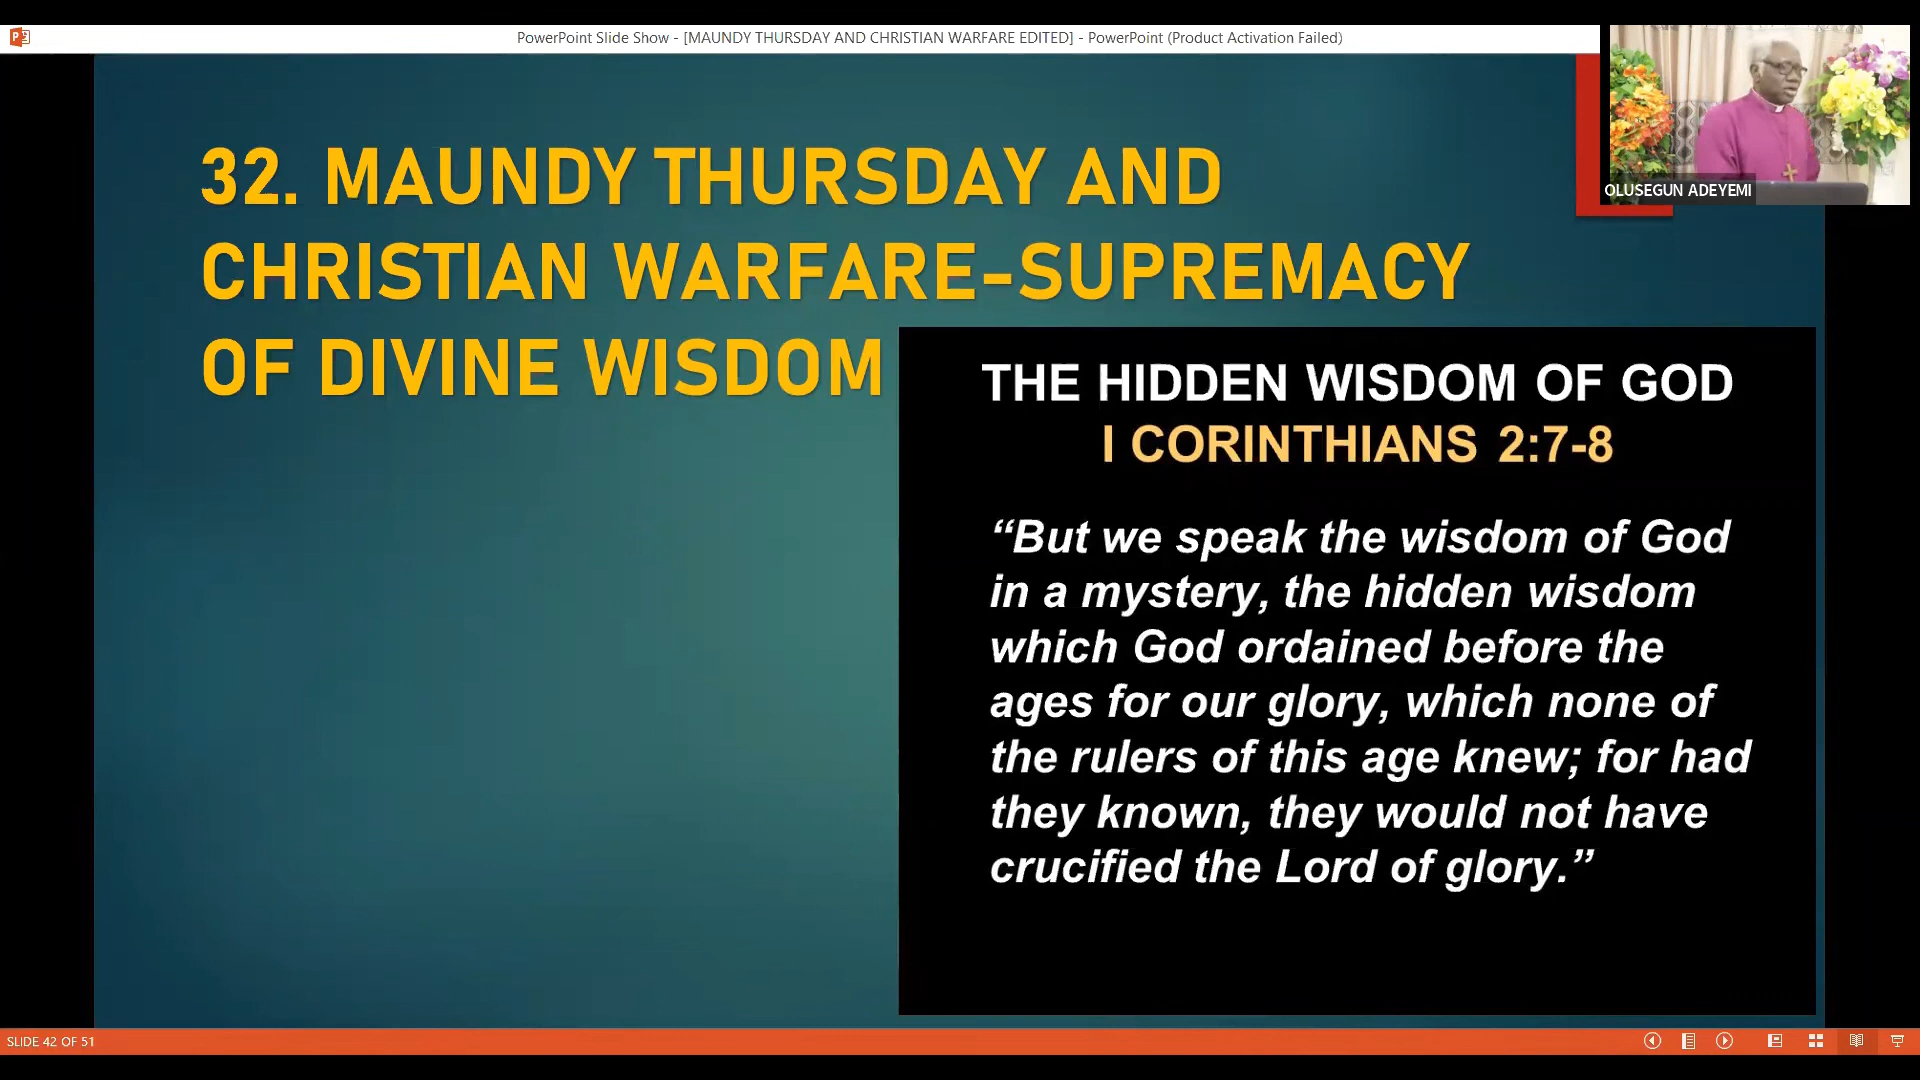 PowerPoint Slide Show - [MAUNDY THURSDAY AND CHRISTIAN WARFARE EDITED] - PowerPoint (Product Activation Failed)
OLUSEGUN ADEYEMI
32. MAUNDY THURSDAY AND
CHRISTIAN WARFARE-SUPREMACY
OF DIVINE WISDOM
THE HIDDEN WISDOM OF GOD
I CORINTHIANS 2:7-8
“But we speak the wisdom of God
in a mystery, the hidden wisdom
which God ordained before the
ages for our glory, which none of
the rulers of this age knew; for had
they known, they would not have
crucified the Lord of glory.”
SLIDE 42 OF 51